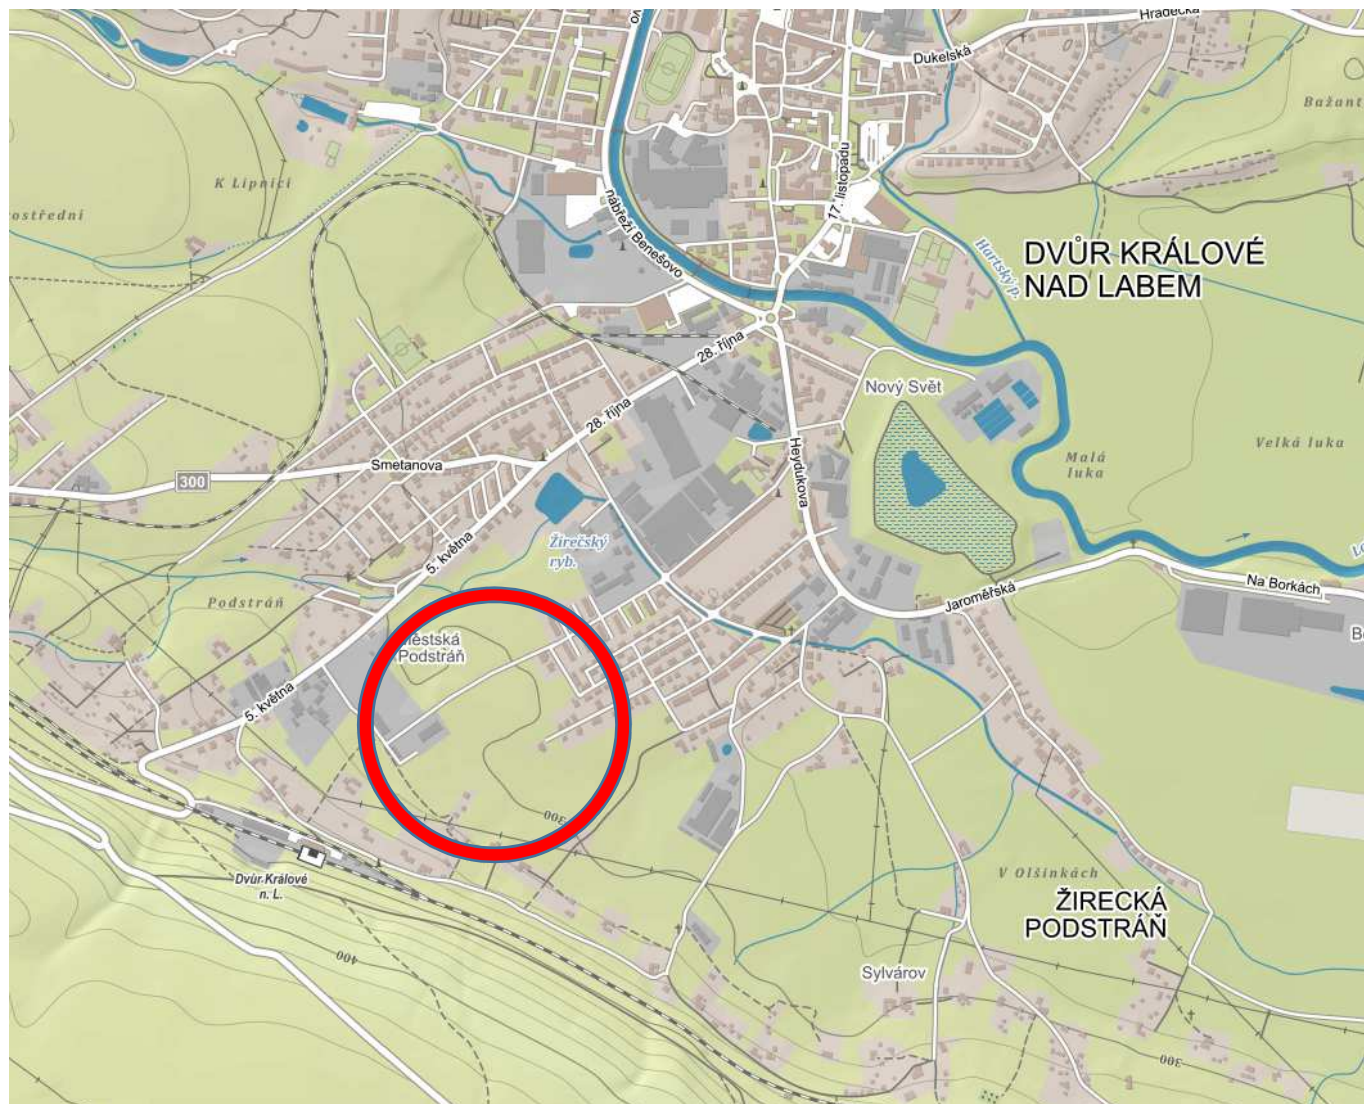 Hradecká
Dukelská
Bažant
K Lipnici
17. listopadu
ostřední
nábřeží Benešovo
Hartský p.
DVŮR KRÁLOVÉ
NAD LABEM
28. října
Nový Svět
28. října
Heydukova
Velká luka
Malá
luka
Smetanova
300
5. května
Žirečský
ryb.
Na Borkách
Jaroměřská
Podstráň
Městská
Podstráň
5. května
300
Dvůr Králové
n. L.
V Olšinkách
ŽIRECKÁ
PODSTRÁŇ
400
Sylvárov
300